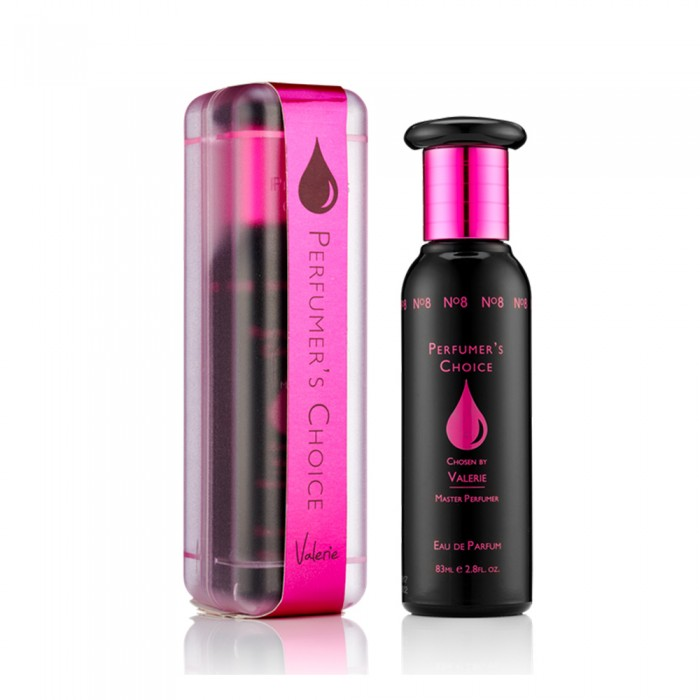 PERFUMER'S CHOICE
Valerie
No8 No8 No8 No8
PERFUMER'S
CHOICE
CHOSEN BY
VALERIE
MASTER PERFUMER
EAU DE PARFUM
83ML e 2.8FL. OZ.